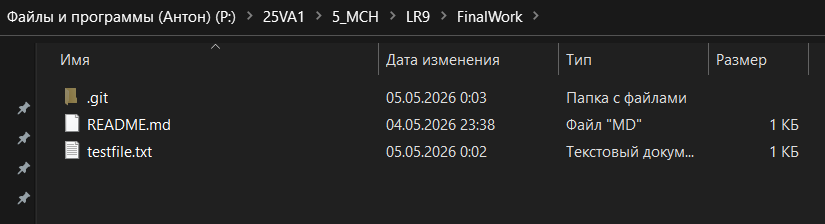 Файлы и программы (Антон) (P:) > 25VA1 > 5_MCH > LR9 > FinalWork >
Имя Дата изменения Тип Размер
.git 05.05.2026 0:03 Папка с файлами
README.md 04.05.2026 23:38 Файл "MD" 1 КБ
testfile.txt 05.05.2026 0:02 Текстовый докум... 1 КБ